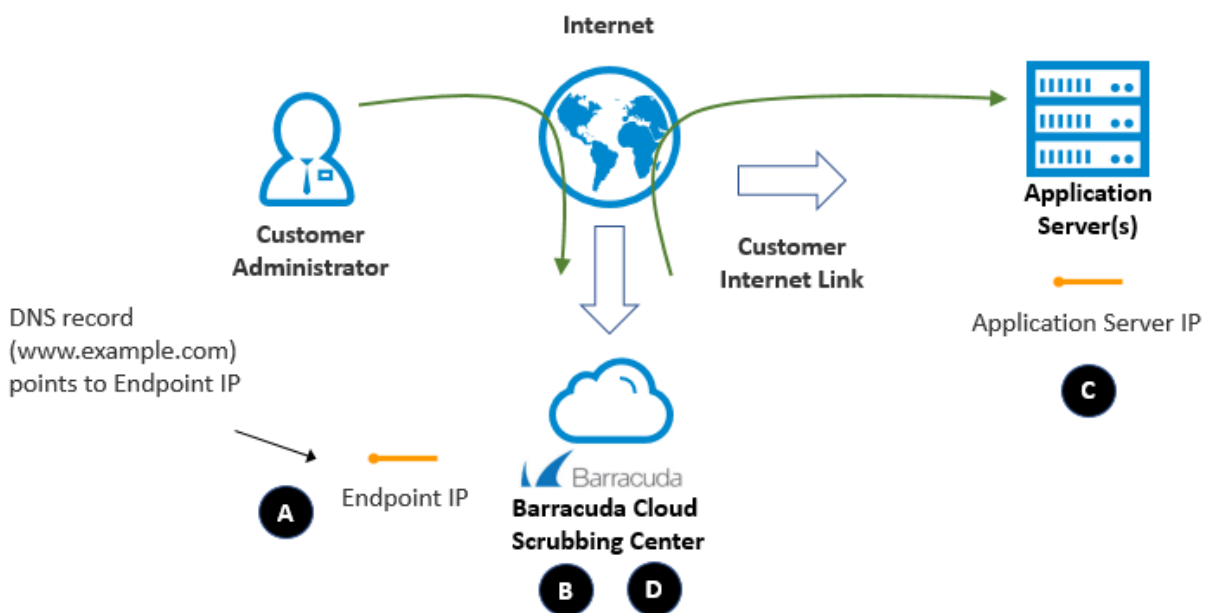 Internet
Customer
Administrator
Customer
Internet Link
Application
Server(s)
Application Server IP
C
DNS record
(www.example.com)
points to Endpoint IP
A
Endpoint IP
Barracuda
Barracuda Cloud
Scrubbing Center
B
D